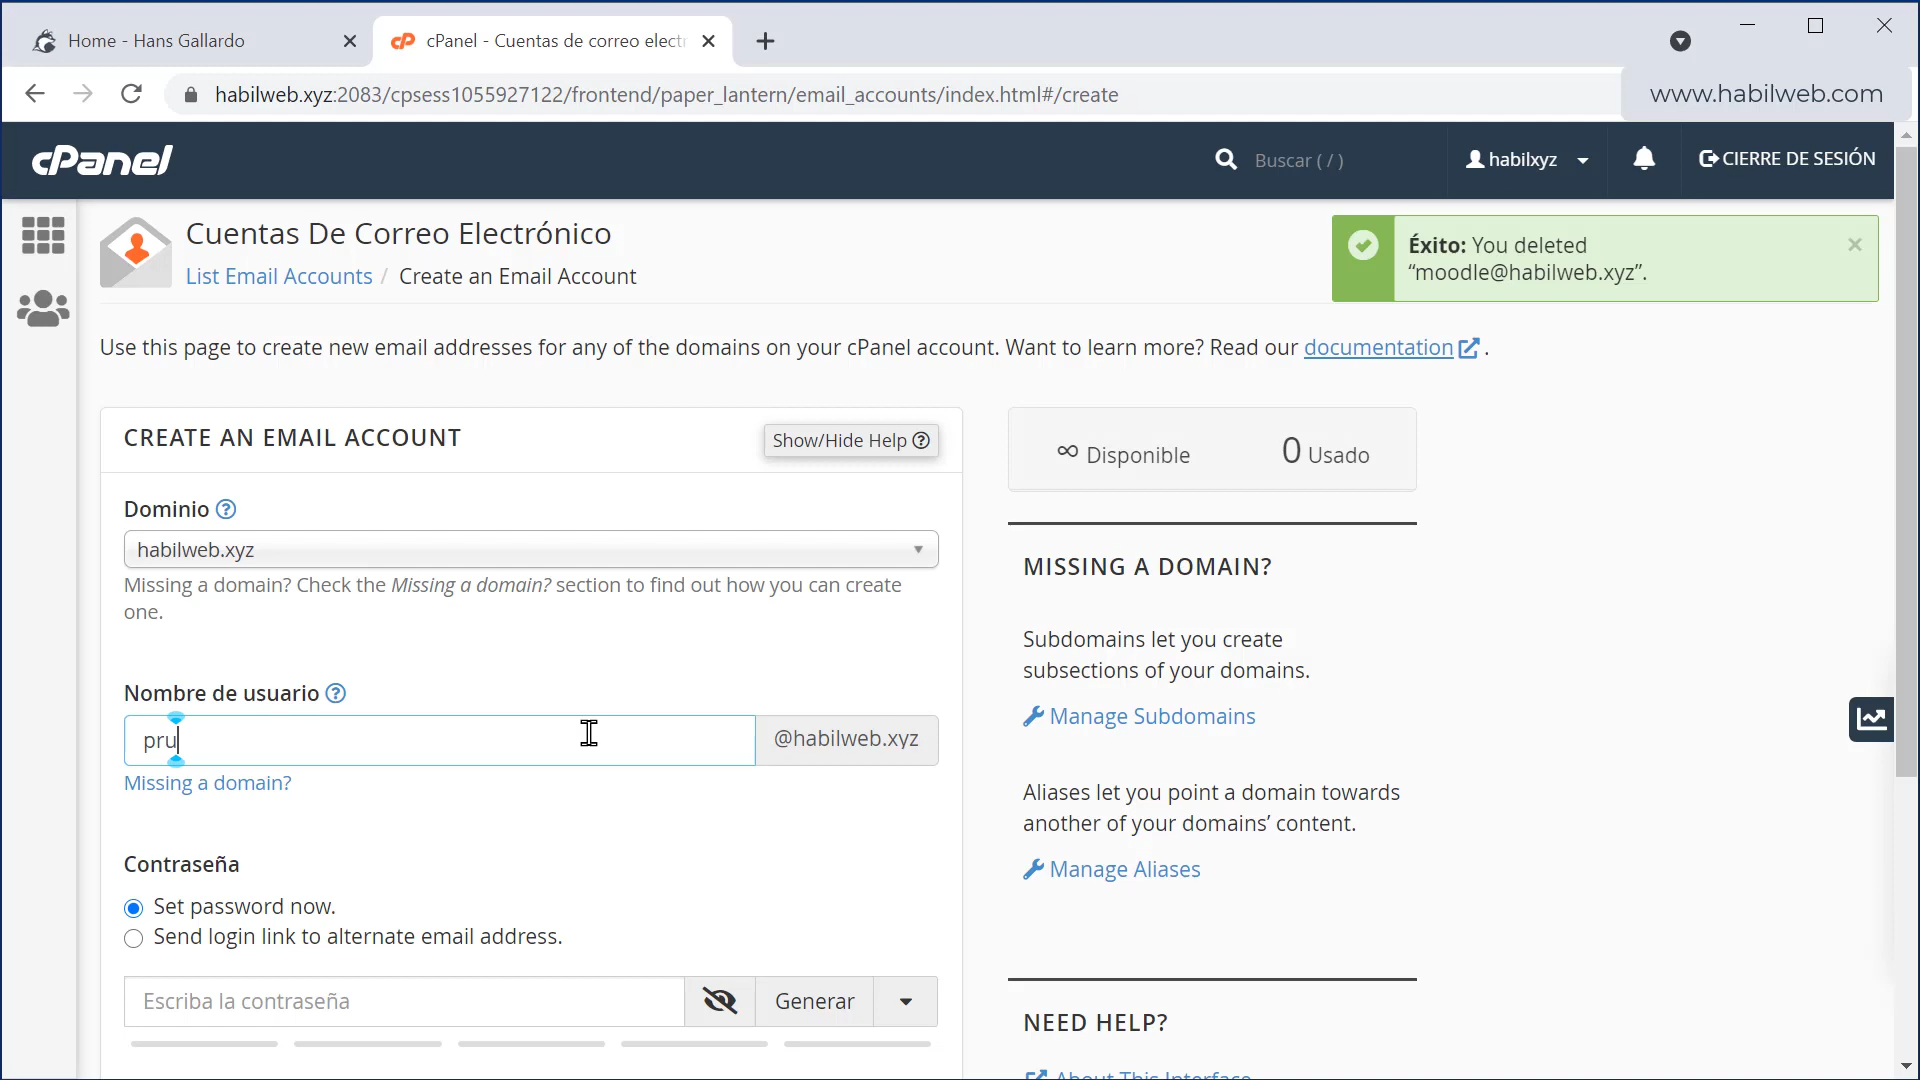 Home - Hans Gallardo
cPanel - Cuentas de correo elect
habilweb.xyz:2083/cpsess1055927122/frontend/paper_lantern/email_accounts/index.html#/create
www.habilweb.com
cPanel
Buscar ( / )
habilxyz
CIERRE DE SESIÓN
Cuentas De Correo Electrónico
List Email Accounts / Create an Email Account
Éxito: You deleted
“moodle@habilweb.xyz”.
Use this page to create new email addresses for any of the domains on your cPanel account. Want to learn more? Read our documentation .
CREATE AN EMAIL ACCOUNT
Show/Hide Help
Dominio
habilweb.xyz
Missing a domain? Check the Missing a domain? section to find out how you can create
one.
Nombre de usuario
pru
@habilweb.xyz
Missing a domain?
Contraseña
Set password now.
Send login link to alternate email address.
Escriba la contraseña
Generar
∞ Disponible
0 Usado
MISSING A DOMAIN?
Subdomains let you create
subsections of your domains.
Manage Subdomains
Aliases let you point a domain towards
another of your domains’ content.
Manage Aliases
NEED HELP?
About This Interface